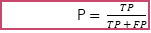 P = TP / (TP + FP)